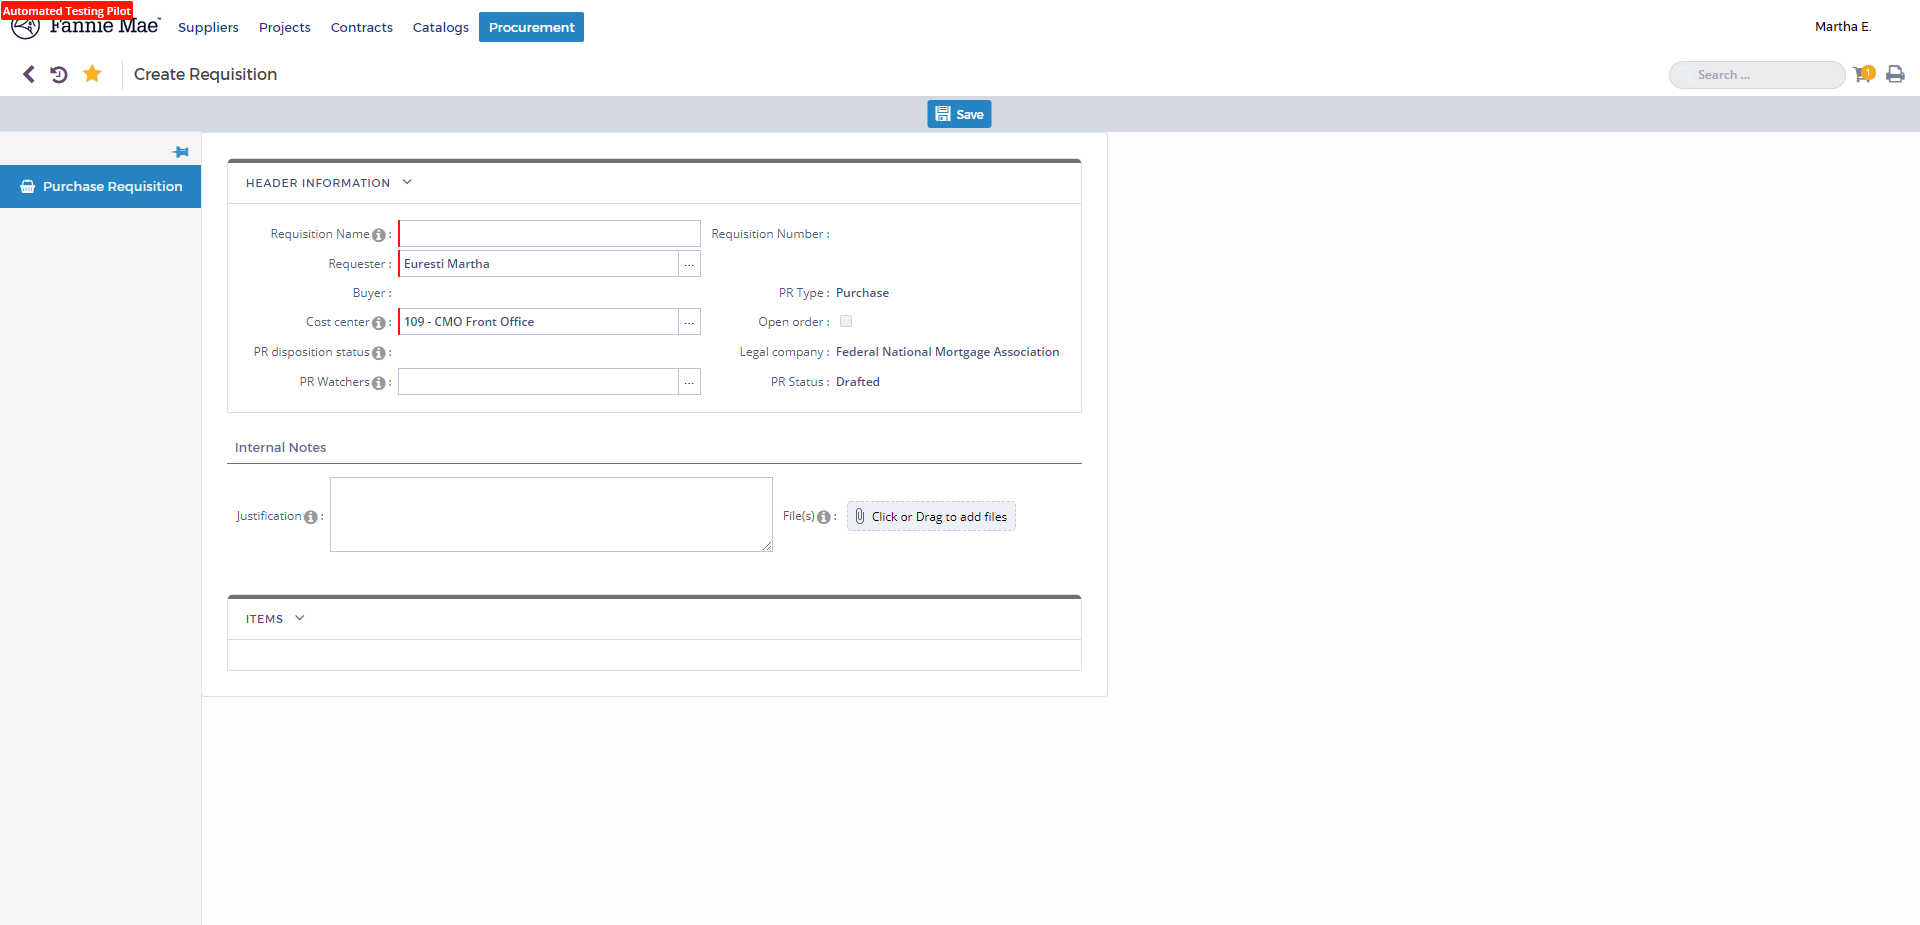 Automated Testing Pilot
Fannie Mae™
Suppliers Projects Contracts Catalogs Procurement
Martha E.
Create Requisition
Search ...
1
Save
Purchase Requisition
HEADER INFORMATION
Requisition Name :
Requisition Number :
Requester : Euresti Martha ...
Buyer :
PR Type : Purchase
Cost center : 109 - CMO Front Office ...
Open order :
PR disposition status :
Legal company : Federal National Mortgage Association
PR Watchers : ...
PR Status : Drafted
Internal Notes
Justification :
File(s) : Click or Drag to add files
ITEMS